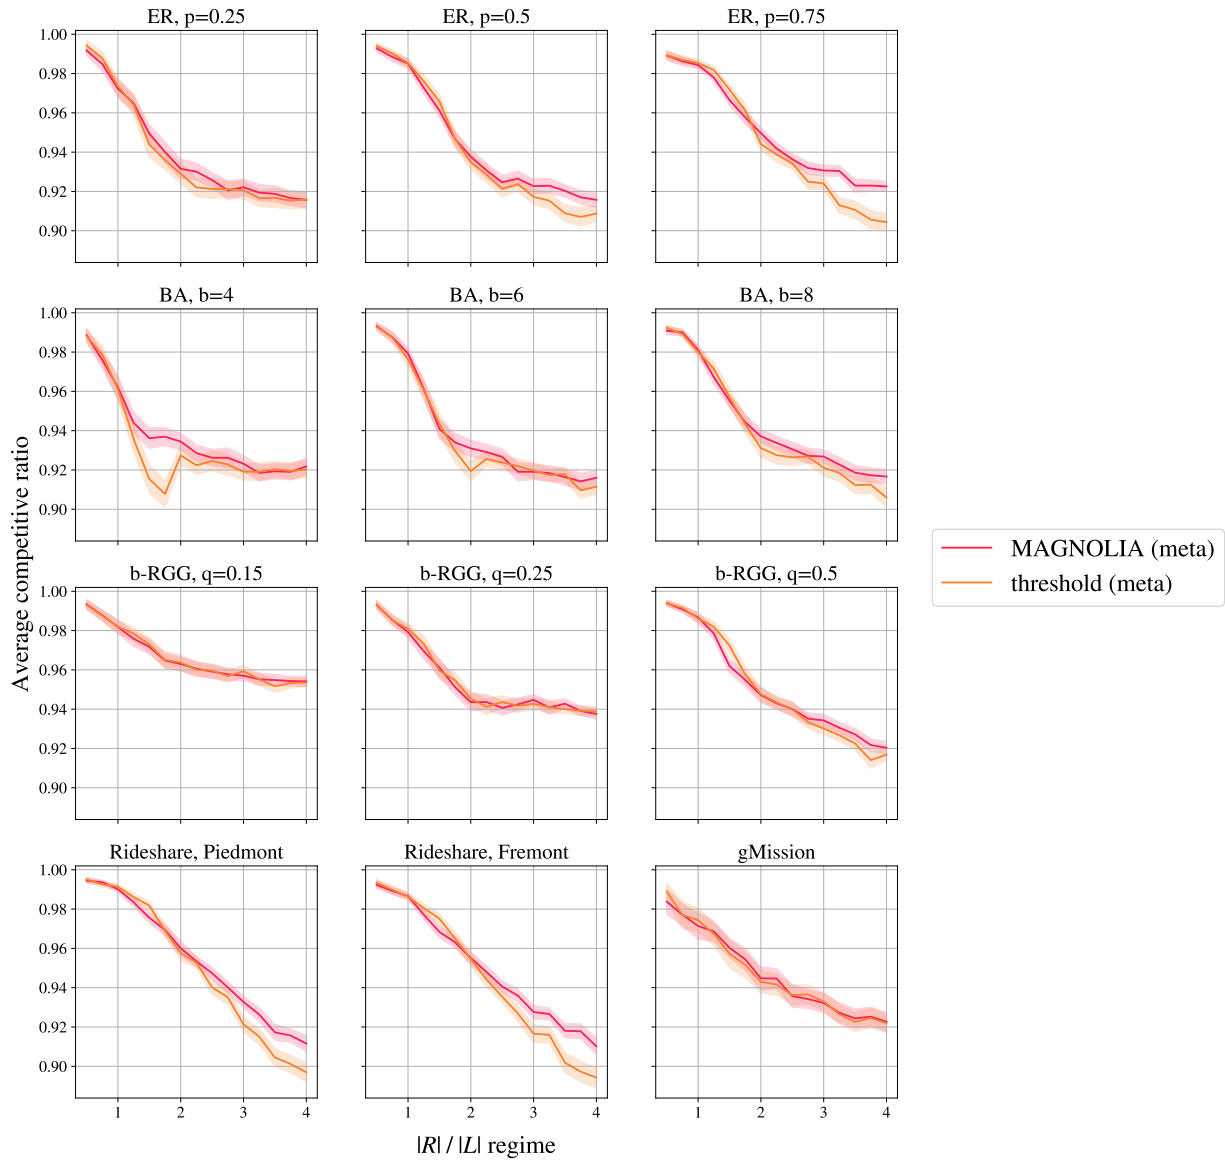 ER, p=0.25
ER, p=0.5
ER, p=0.75
1.00
0.98
0.96
0.94
0.92
0.90
BA, b=4
BA, b=6
BA, b=8
1.00
0.98
0.96
0.94
0.92
0.90
Average competitive ratio
MAGNOLIA (meta)
threshold (meta)
b-RGG, q=0.15
b-RGG, q=0.25
b-RGG, q=0.5
1.00
0.98
0.96
0.94
0.92
0.90
Rideshare, Piedmont
Rideshare, Fremont
gMission
1.00
0.98
0.96
0.94
0.92
0.90
1 2 3 4
1 2 3 4
1 2 3 4
|R| / |L| regime